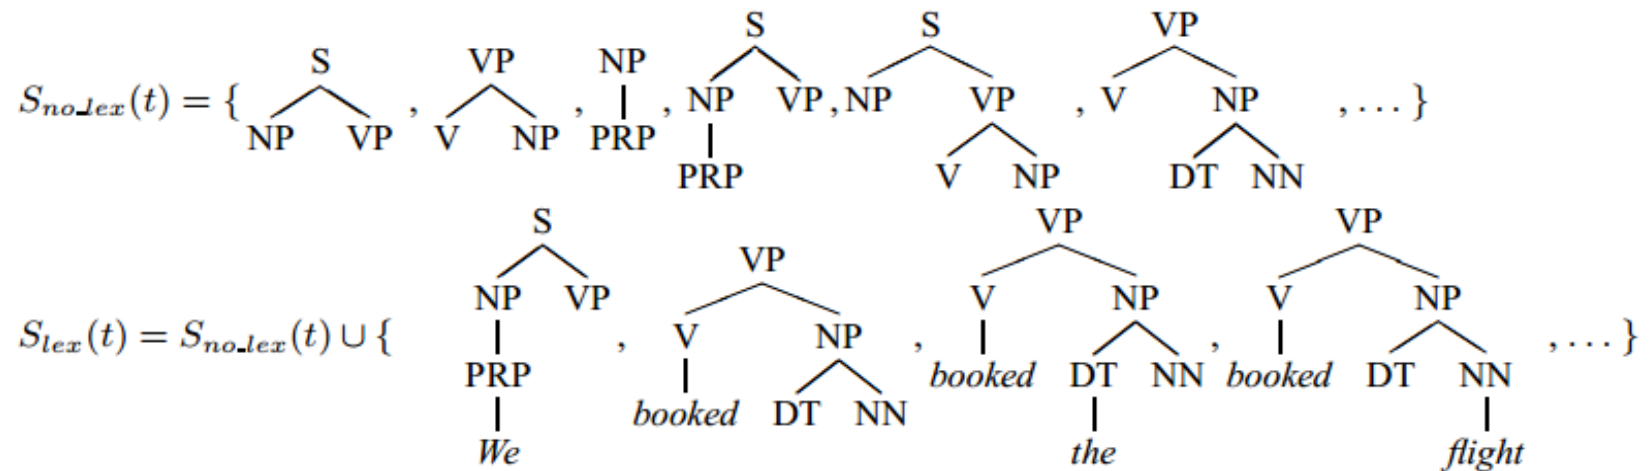 S
S
VP
S
VP
NP
S_no_lex(t) = { NP VP , V NP , PRP , NP VP , NP VP , V NP , ... }
PRP
V NP
DT NN
S
VP
VP
VP
NP VP
V NP
V NP
S_lex(t) = S_no_lex(t) ∪ { , V NP , , , ... }
PRP
booked DT NN
booked DT NN
booked DT NN
We
the
flight